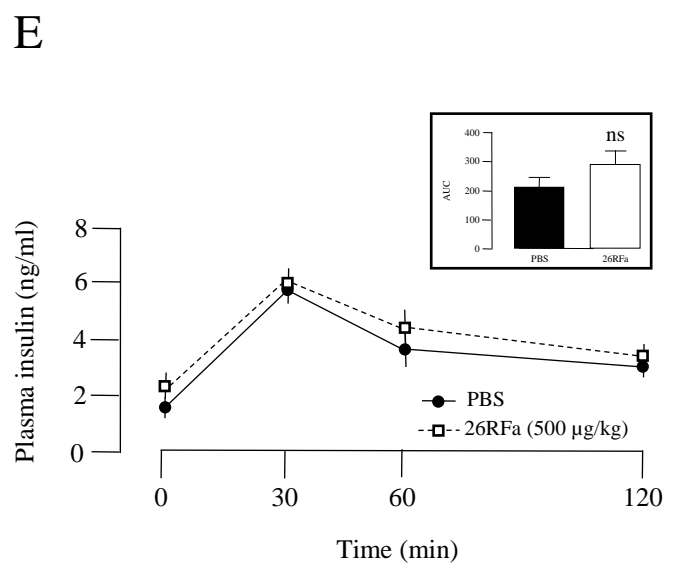 E
ns
400
300
200
100
0
AUC
PBS
26RFa
8
6
4
2
0
Plasma insulin (ng/ml)
PBS
26RFa (500 µg/kg)
0
30
60
120
Time (min)